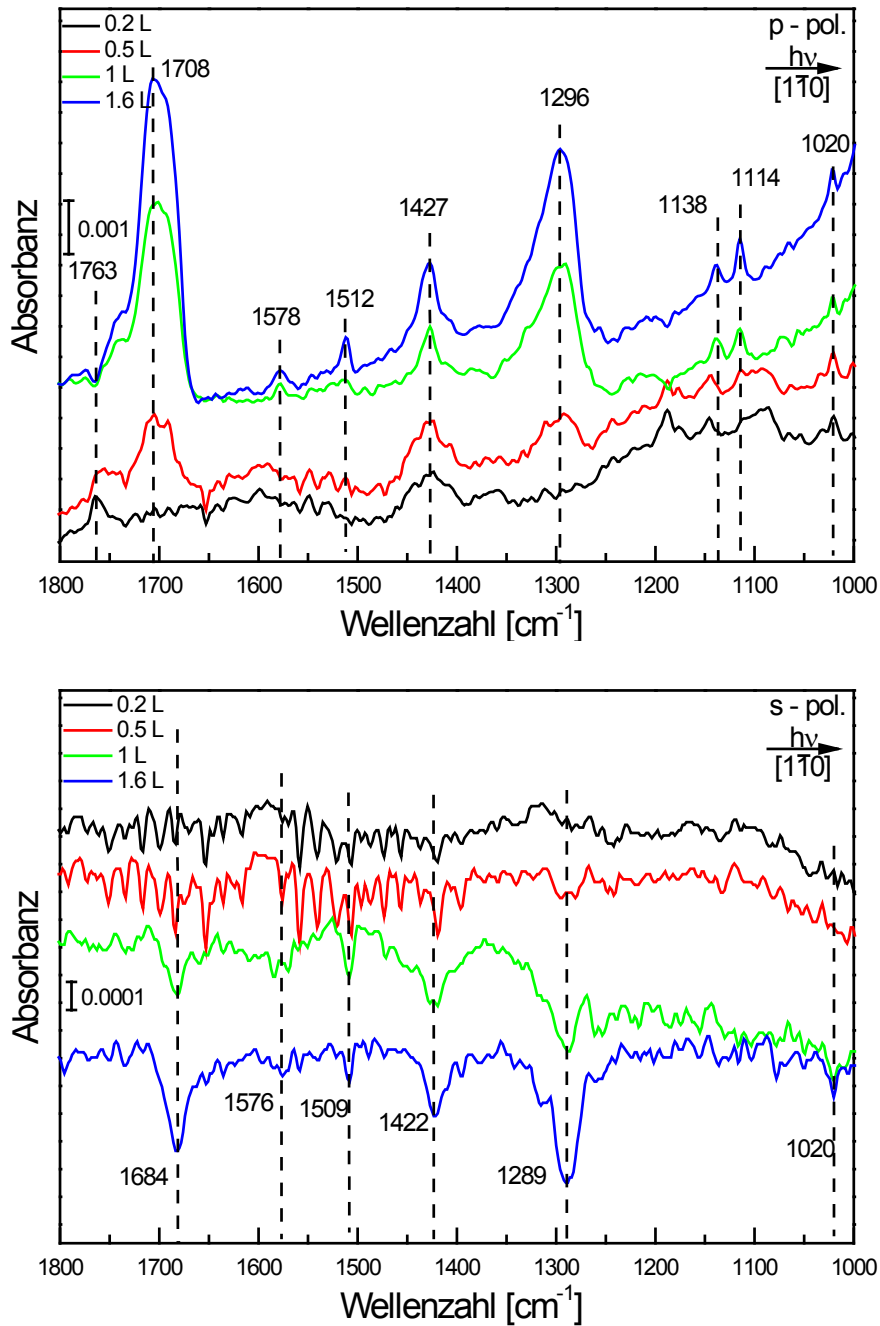 0.2 L
0.5 L
1 L
1.6 L
p - pol.
hν
[11̅0]
1708
1296
1020
1114
1138
1427
0.001
1763
1578
1512
Absorbanz
1800 1700 1600 1500 1400 1300 1200 1100 1000
Wellenzahl [cm⁻¹]
0.2 L
0.5 L
1 L
1.6 L
s - pol.
hν
[11̅0]
0.0001
Absorbanz
1576
1509
1422
1684
1289
1020
1800 1700 1600 1500 1400 1300 1200 1100 1000
Wellenzahl [cm⁻¹]